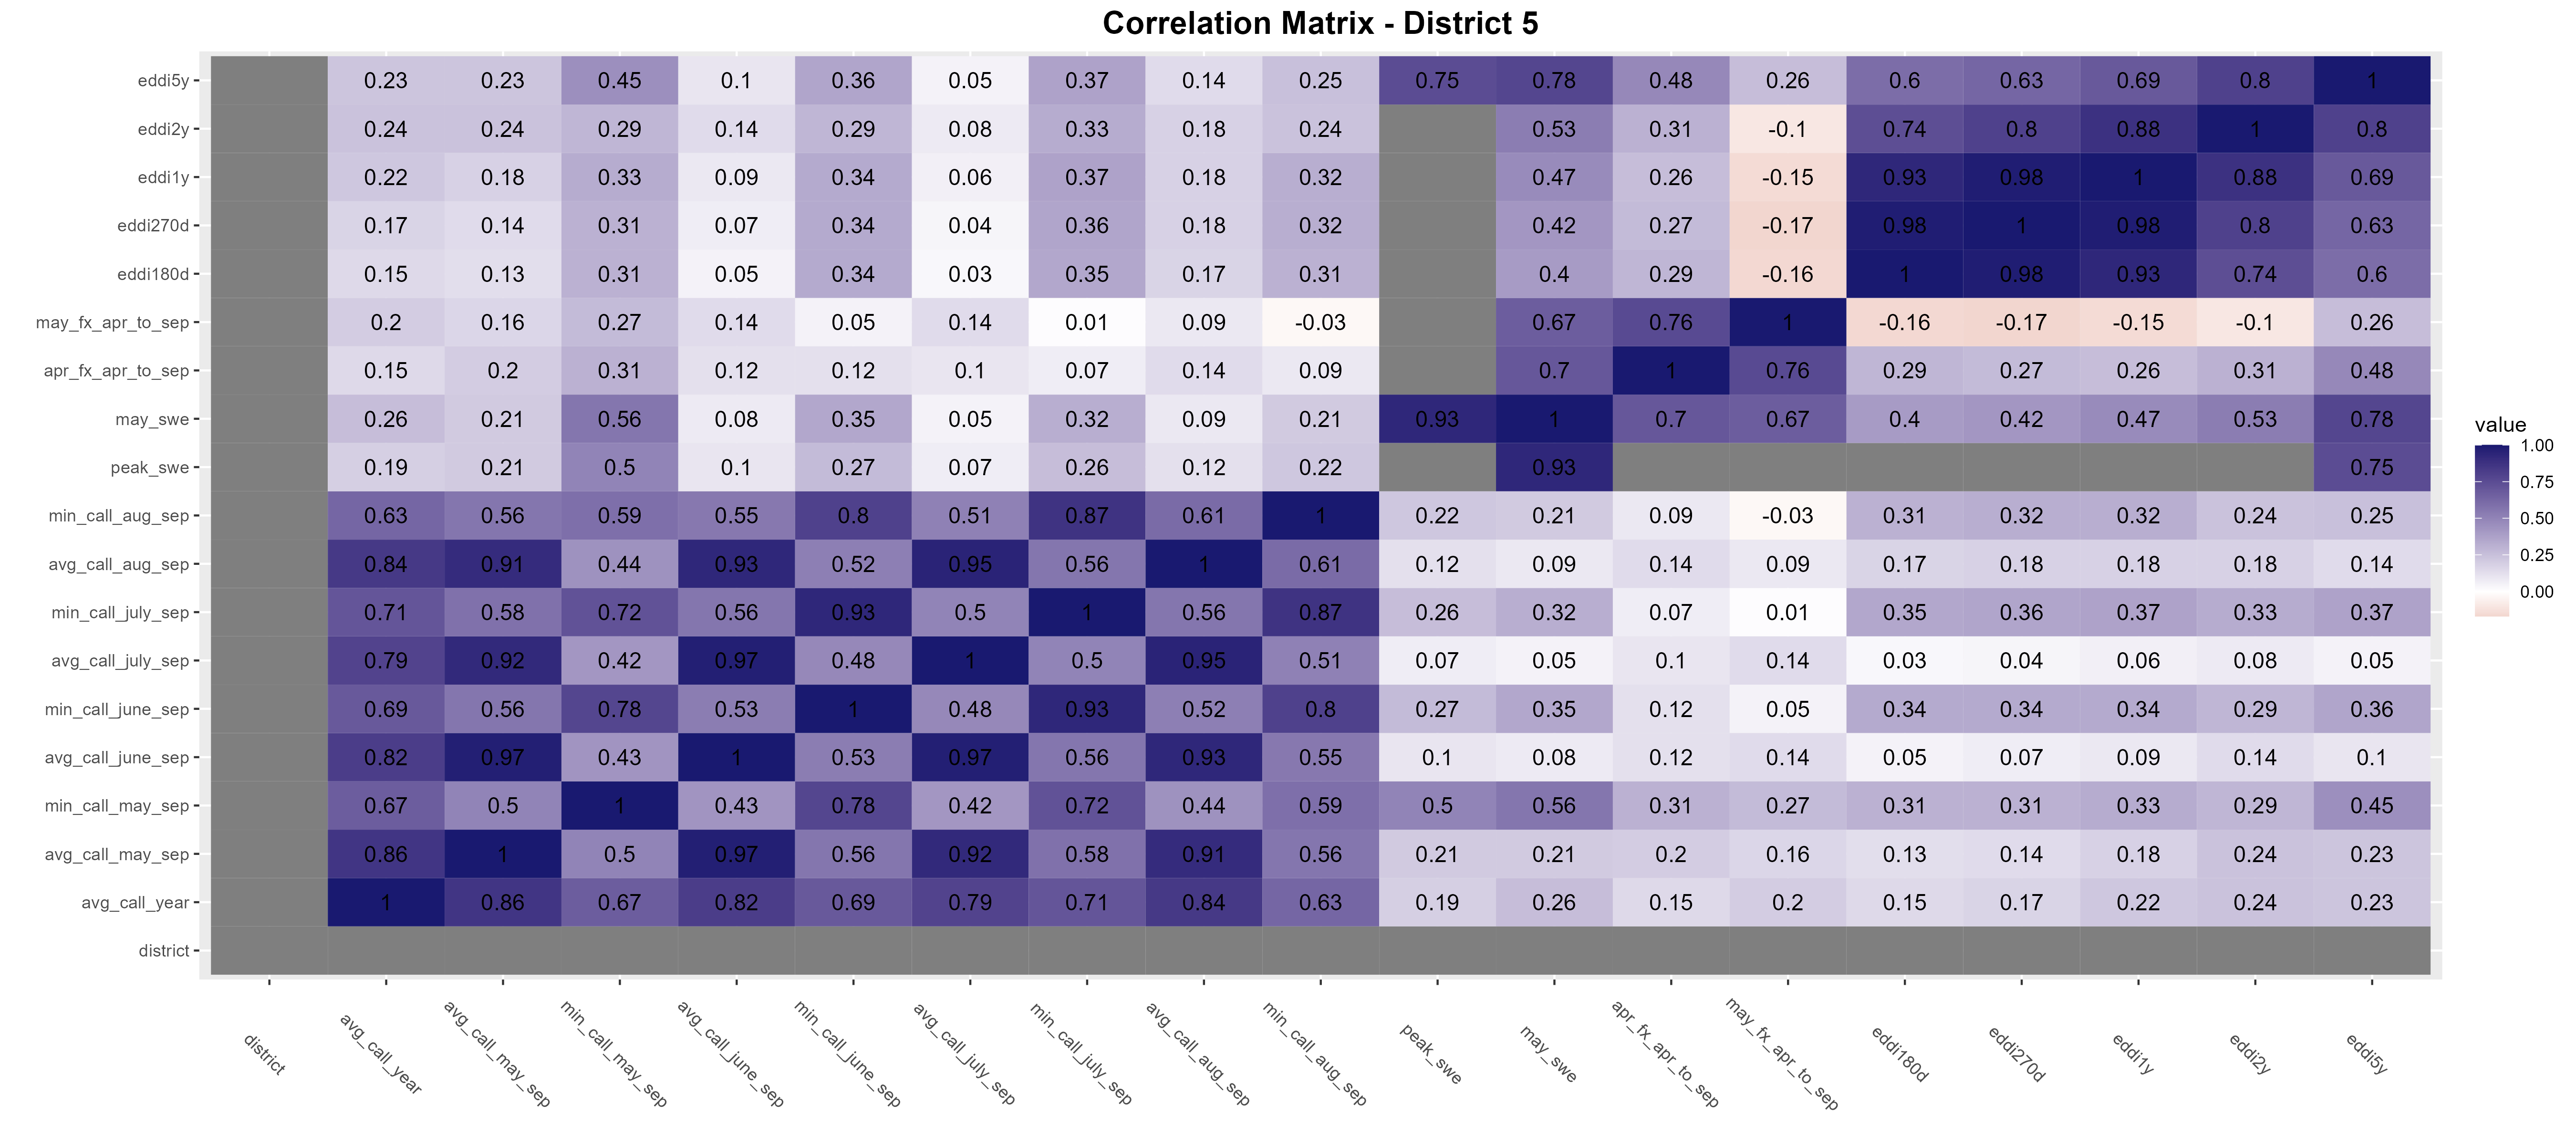 Correlation Matrix - District 5
eddi5y 0.23 0.23 0.45 0.1 0.36 0.05 0.37 0.14 0.25 0.75 0.78 0.48 0.26 0.6 0.63 0.69 0.8 1
eddi2y 0.24 0.24 0.29 0.14 0.29 0.08 0.33 0.18 0.24 0.53 0.31 -0.1 0.74 0.8 0.88 1 0.8
eddi1y 0.22 0.18 0.33 0.09 0.34 0.06 0.37 0.18 0.32 0.47 0.26 -0.15 0.93 0.98 1 0.88 0.69
eddi270d 0.17 0.14 0.31 0.07 0.34 0.04 0.36 0.18 0.32 0.42 0.27 -0.17 0.98 1 0.98 0.8 0.63
eddi180d 0.15 0.13 0.31 0.05 0.34 0.03 0.35 0.17 0.31 0.4 0.29 -0.16 1 0.98 0.93 0.74 0.6
may_fx_apr_to_sep 0.2 0.16 0.27 0.14 0.05 0.14 0.01 0.09 -0.03 0.67 0.76 1 -0.16 -0.17 -0.15 -0.1 0.26
apr_fx_apr_to_sep 0.15 0.2 0.31 0.12 0.12 0.1 0.07 0.14 0.09 0.7 1 0.76 0.29 0.27 0.26 0.31 0.48
may_swe 0.26 0.21 0.56 0.08 0.35 0.05 0.32 0.09 0.21 0.93 1 0.7 0.67 0.4 0.42 0.47 0.53 0.78
peak_swe 0.19 0.21 0.5 0.1 0.27 0.07 0.26 0.12 0.22 0.93 0.75
min_call_aug_sep 0.63 0.56 0.59 0.55 0.8 0.51 0.87 0.61 1 0.22 0.21 0.09 -0.03 0.31 0.32 0.32 0.24 0.25
avg_call_aug_sep 0.84 0.91 0.44 0.93 0.52 0.95 0.56 1 0.61 0.12 0.09 0.14 0.09 0.17 0.18 0.18 0.18 0.14
min_call_july_sep 0.71 0.58 0.72 0.56 0.93 0.5 1 0.56 0.87 0.26 0.32 0.07 0.01 0.35 0.36 0.37 0.33 0.37
avg_call_july_sep 0.79 0.92 0.42 0.97 0.48 1 0.5 0.95 0.51 0.07 0.05 0.1 0.14 0.03 0.04 0.06 0.08 0.05
min_call_june_sep 0.69 0.56 0.78 0.53 1 0.48 0.93 0.52 0.8 0.27 0.35 0.12 0.05 0.34 0.34 0.34 0.29 0.36
avg_call_june_sep 0.82 0.97 0.43 1 0.53 0.97 0.56 0.93 0.55 0.1 0.08 0.12 0.14 0.05 0.07 0.09 0.14 0.1
min_call_may_sep 0.67 0.5 1 0.43 0.78 0.42 0.72 0.44 0.59 0.5 0.56 0.31 0.27 0.31 0.31 0.33 0.29 0.45
avg_call_may_sep 0.86 1 0.5 0.97 0.56 0.92 0.58 0.91 0.56 0.21 0.21 0.2 0.16 0.13 0.14 0.18 0.24 0.23
avg_call_year 1 0.86 0.67 0.82 0.69 0.79 0.71 0.84 0.63 0.19 0.26 0.15 0.2 0.15 0.17 0.22 0.24 0.23
district
district avg_call_year avg_call_may_sep min_call_may_sep avg_call_june_sep min_call_june_sep avg_call_july_sep min_call_july_sep avg_call_aug_sep min_call_aug_sep peak_swe may_swe apr_fx_apr_to_sep may_fx_apr_to_sep eddi180d eddi270d eddi1y eddi2y eddi5y
value
1.00
0.75
0.50
0.25
0.00